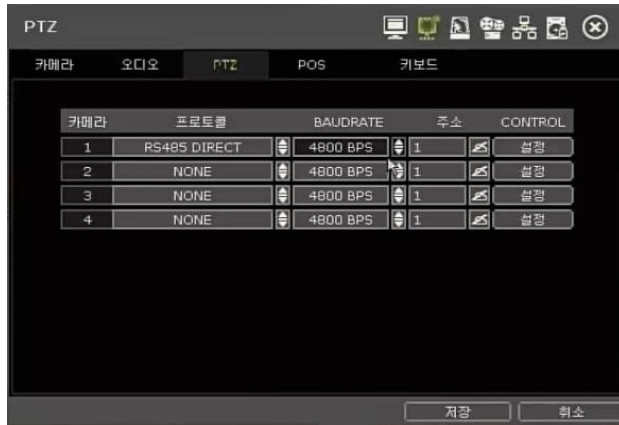 PTZ
카메라 오디오 PTZ POS 키보드
카메라 프로토콜 BAUDRATE 주소 CONTROL
1 RS485 DIRECT 4800 BPS 1 설정
2 NONE 4800 BPS 1 설정
3 NONE 4800 BPS 1 설정
4 NONE 4800 BPS 1 설정
저장 취소